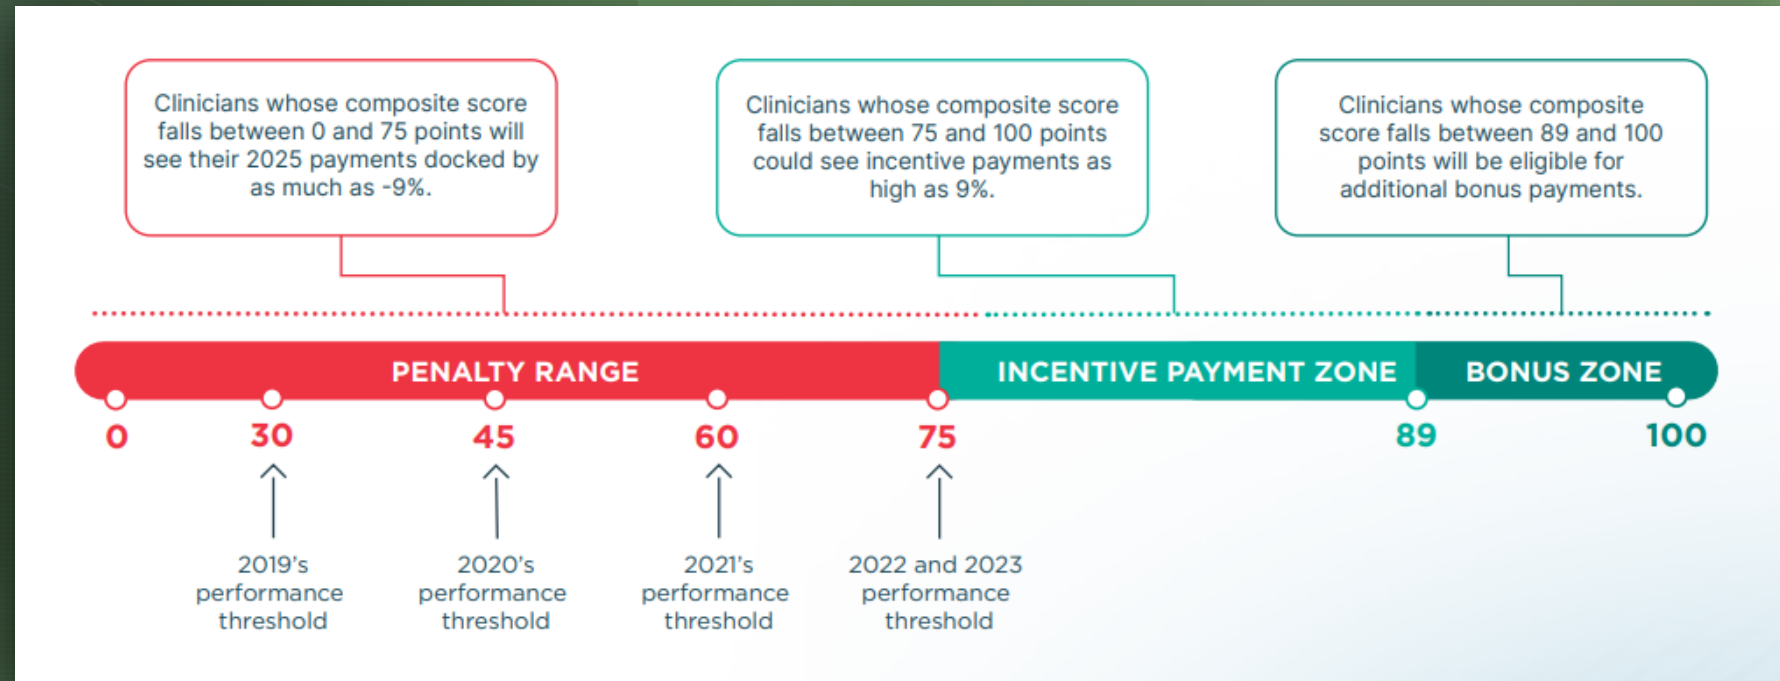 Clinicians whose composite score
falls between 0 and 75 points will
see their 2025 payments docked by
as much as -9%.
Clinicians whose composite score
falls between 75 and 100 points
could see incentive payments as
high as 9%.
Clinicians whose composite
score falls between 89 and 100
points will be eligible for
additional bonus payments.
PENALTY RANGE
INCENTIVE PAYMENT ZONE
BONUS ZONE
0
30
45
60
75
89
100
2019's
performance
threshold
2020's
performance
threshold
2021's
performance
threshold
2022 and 2023
performance
threshold